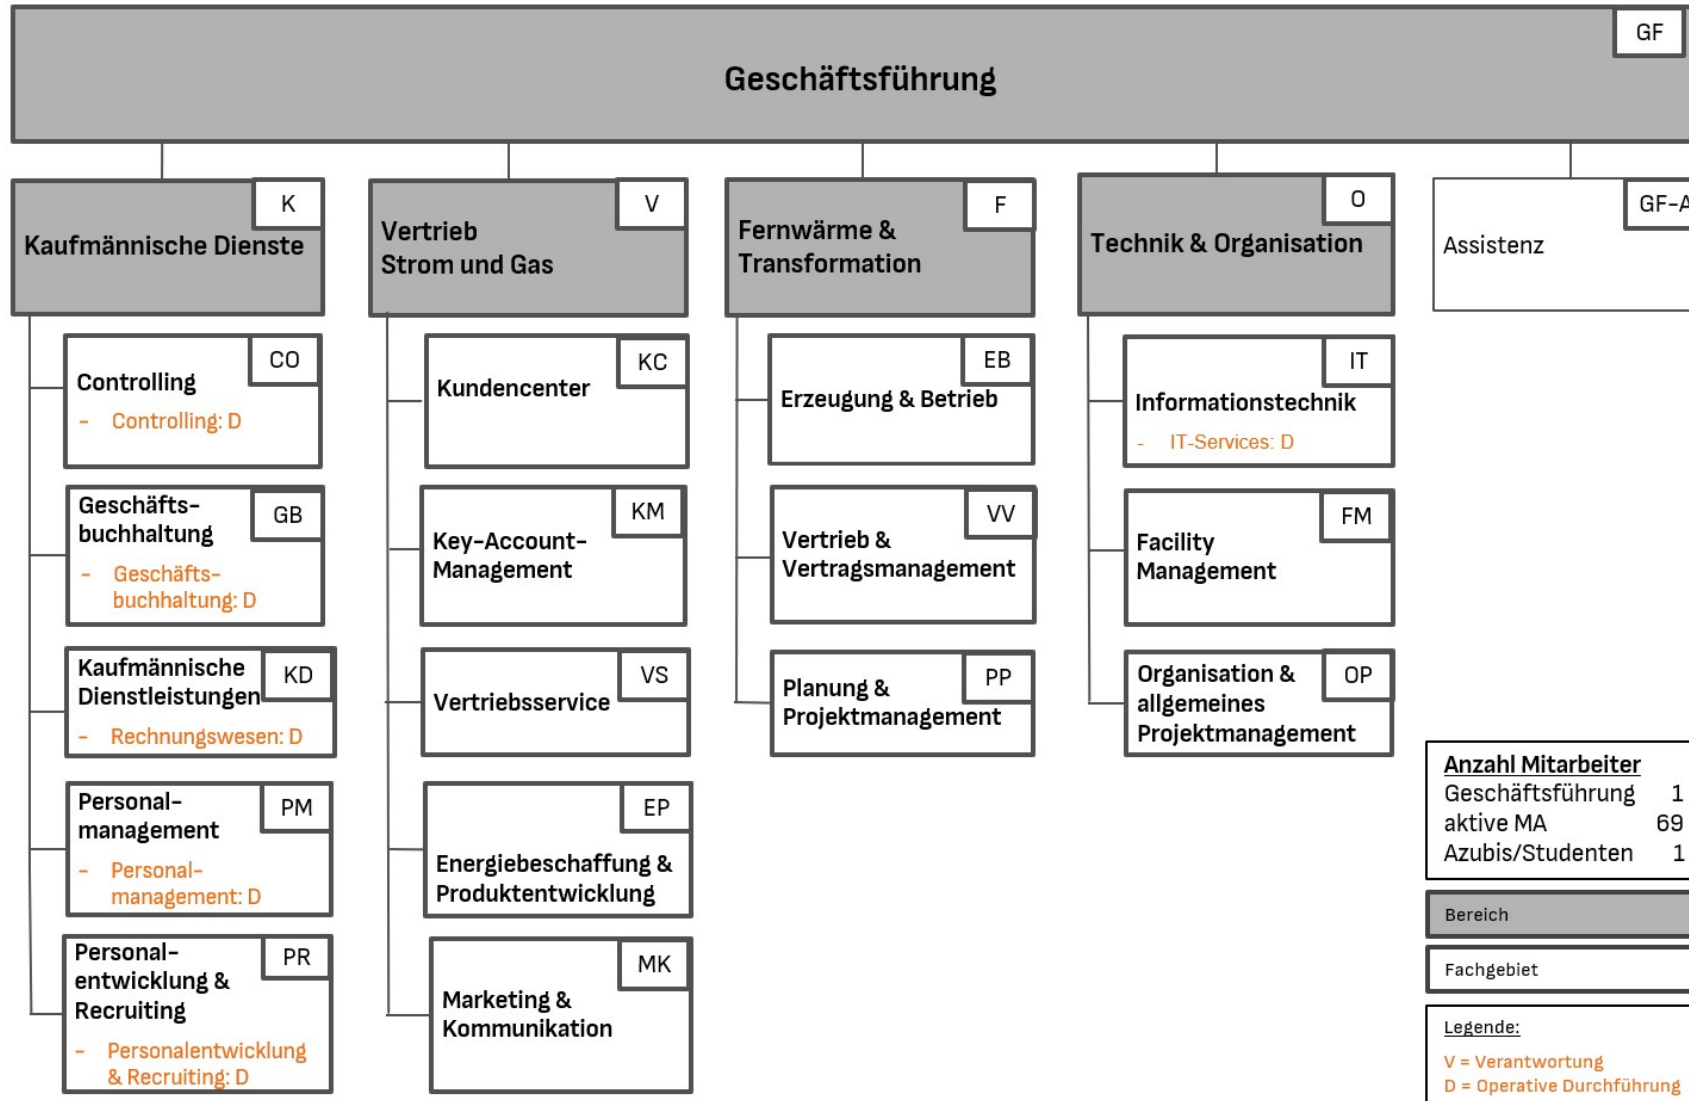 GF
Geschäftsführung
K
Kaufmännische Dienste
V
Vertrieb
Strom und Gas
F
Fernwärme &
Transformation
O
Technik & Organisation
GF-A
Assistenz
CO
Controlling
- Controlling: D
GB
Geschäfts-
buchhaltung
- Geschäfts-
buchhaltung: D
KD
Kaufmännische
Dienstleistungen
- Rechnungswesen: D
PM
Personal-
management
- Personal-
management: D
PR
Personal-
entwicklung &
Recruiting
- Personalentwicklung
& Recruiting: D
KC
Kundencenter
KM
Key-Account-
Management
VS
Vertriebsservice
EP
Energiebeschaffung &
Produktentwicklung
MK
Marketing &
Kommunikation
EB
Erzeugung & Betrieb
VV
Vertrieb &
Vertragsmanagement
PP
Planung &
Projektmanagement
IT
Informationstechnik
- IT-Services: D
FM
Facility
Management
OP
Organisation &
allgemeines
Projektmanagement
Anzahl Mitarbeiter
Geschäftsführung 1
aktive MA 69
Azubis/Studenten 1
Bereich
Fachgebiet
Legende:
V = Verantwortung
D = Operative Durchführung